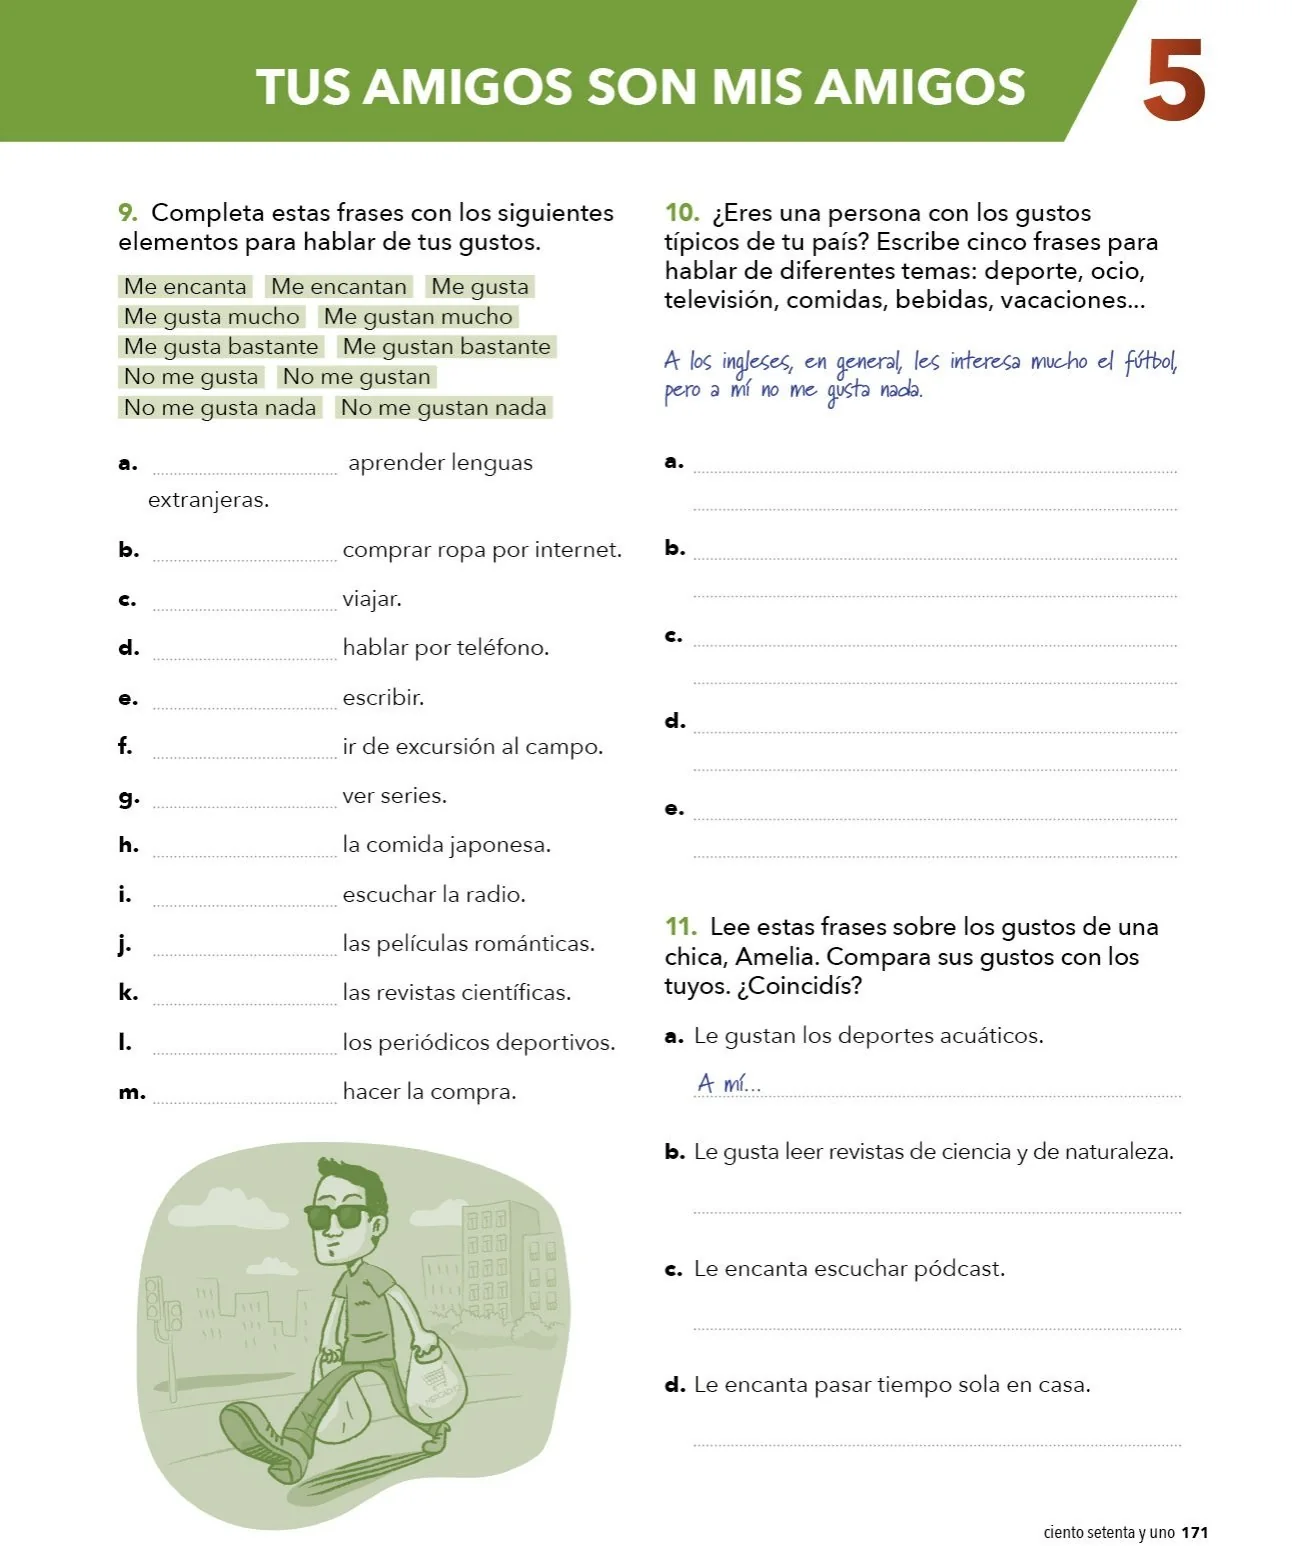 TUS AMIGOS SON MIS AMIGOS
5
9. Completa estas frases con los siguientes
elementos para hablar de tus gustos.
Me encanta Me encantan Me gusta
Me gusta mucho Me gustan mucho
Me gusta bastante Me gustan bastante
No me gusta No me gustan
No me gusta nada No me gustan nada
a. aprender lenguas
extranjeras.
b. comprar ropa por internet.
c. viajar.
d. hablar por teléfono.
e. escribir.
f. ir de excursión al campo.
g. ver series.
h. la comida japonesa.
i. escuchar la radio.
j. las películas románticas.
k. las revistas científicas.
l. los periódicos deportivos.
m. hacer la compra.
10. ¿Eres una persona con los gustos
típicos de tu país? Escribe cinco frases para
hablar de diferentes temas: deporte, ocio,
televisión, comidas, bebidas, vacaciones...
A los ingleses, en general, les interesa mucho el fútbol,
pero a mí no me gusta nada.
a.
b.
c.
d.
e.
11. Lee estas frases sobre los gustos de una
chica, Amelia. Compara sus gustos con los
tuyos. ¿Coincidís?
a. Le gustan los deportes acuáticos.
A mí...
b. Le gusta leer revistas de ciencia y de naturaleza.
c. Le encanta escuchar pódcast.
d. Le encanta pasar tiempo sola en casa.
ciento setenta y uno 171